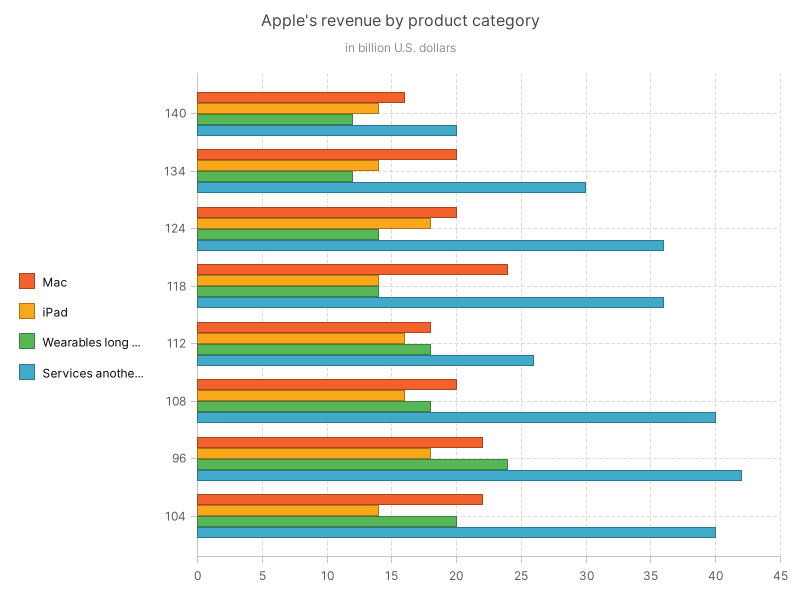 Apple's revenue by product category
in billion U.S. dollars
140
134
124
118
112
108
96
104
Mac
iPad
Wearables long ...
Services anothe...
0 5 10 15 20 25 30 35 40 45